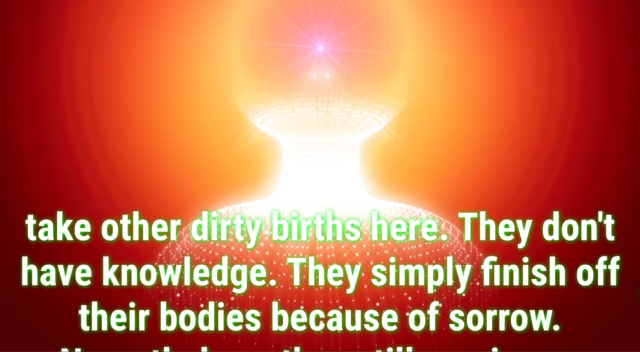 take other dirty births here. They don't
have knowledge. They simply finish off
their bodies because of sorrow.